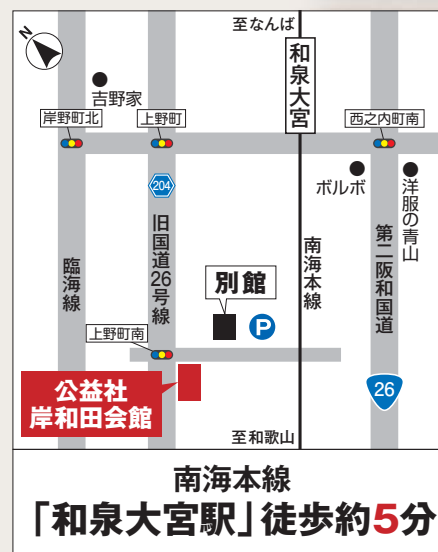 N
至なんば
和泉大宮
吉野家
岸野町北
上野町
西之内町南
204
ボルボ
洋服の青山
臨海線
旧国道26号線
南海本線
第二阪和国道
別館
P
上野町南
公益社
岸和田会館
26
至和歌山
南海本線
「和泉大宮駅」徒歩約5分